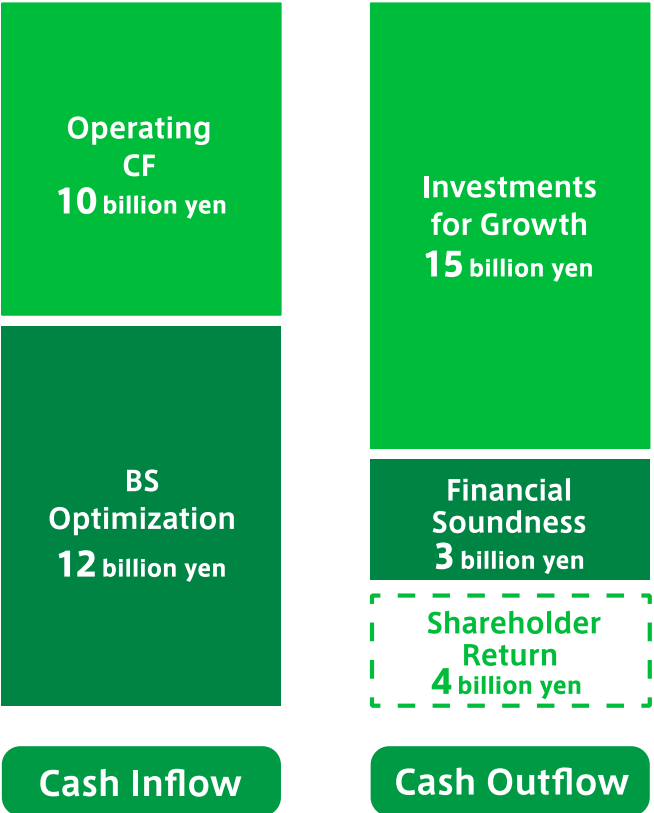 Operating
CF
10 billion yen
BS
Optimization
12 billion yen
Cash Inflow
Investments
for Growth
15 billion yen
Financial
Soundness
3 billion yen
Shareholder
Return
4 billion yen
Cash Outflow